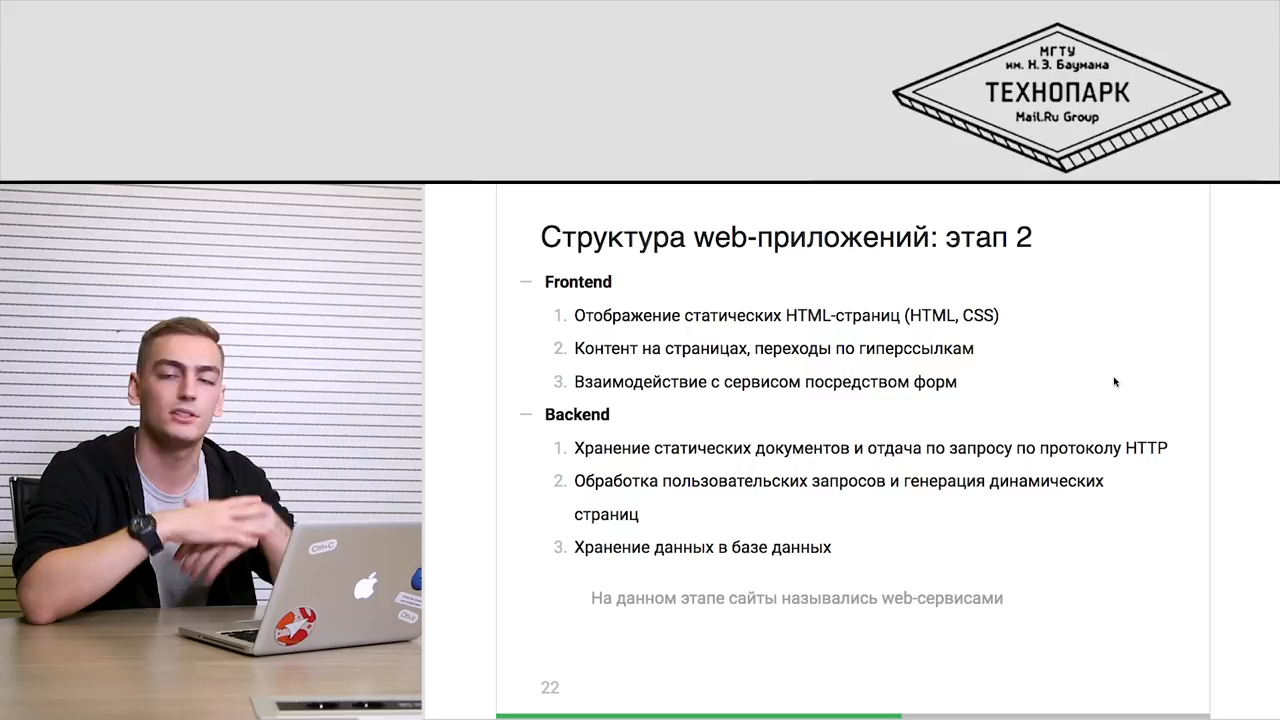 МГТУ
им. Н.Э. Баумана
ТЕХНОПАРК
Mail.Ru Group
Структура web-приложений: этап 2
— Frontend
1. Отображение статических HTML-страниц (HTML, CSS)
2. Контент на страницах, переходы по гиперссылкам
3. Взаимодействие с сервисом посредством форм
— Backend
1. Хранение статических документов и отдача по запросу по протоколу HTTP
2. Обработка пользовательских запросов и генерация динамических
страниц
3. Хранение данных в базе данных
На данном этапе сайты назывались web-сервисами
22
Ctrl+C
Ctrl+V